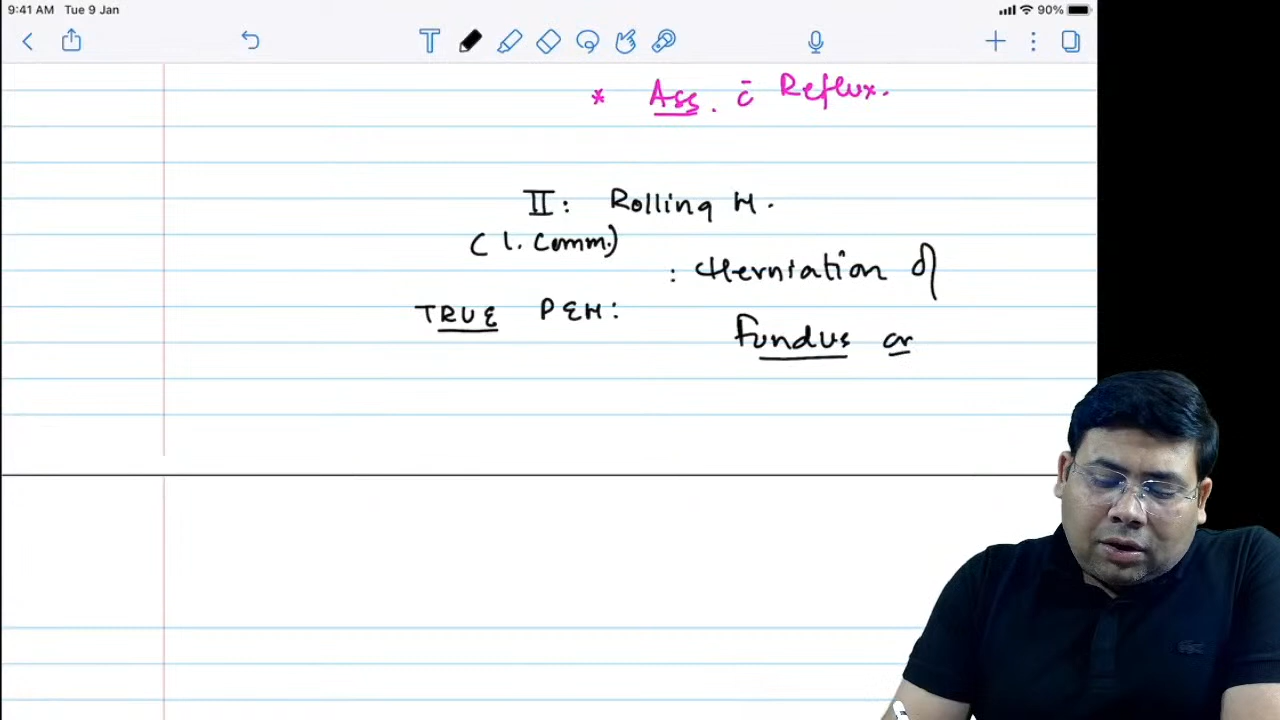 9:41 AM Tue 9 Jan 90%
* Ass. c̄ Reflux.
II: Rolling H.
(l. Comm.)
: Herniation of
TRUE PEH:
fundus or